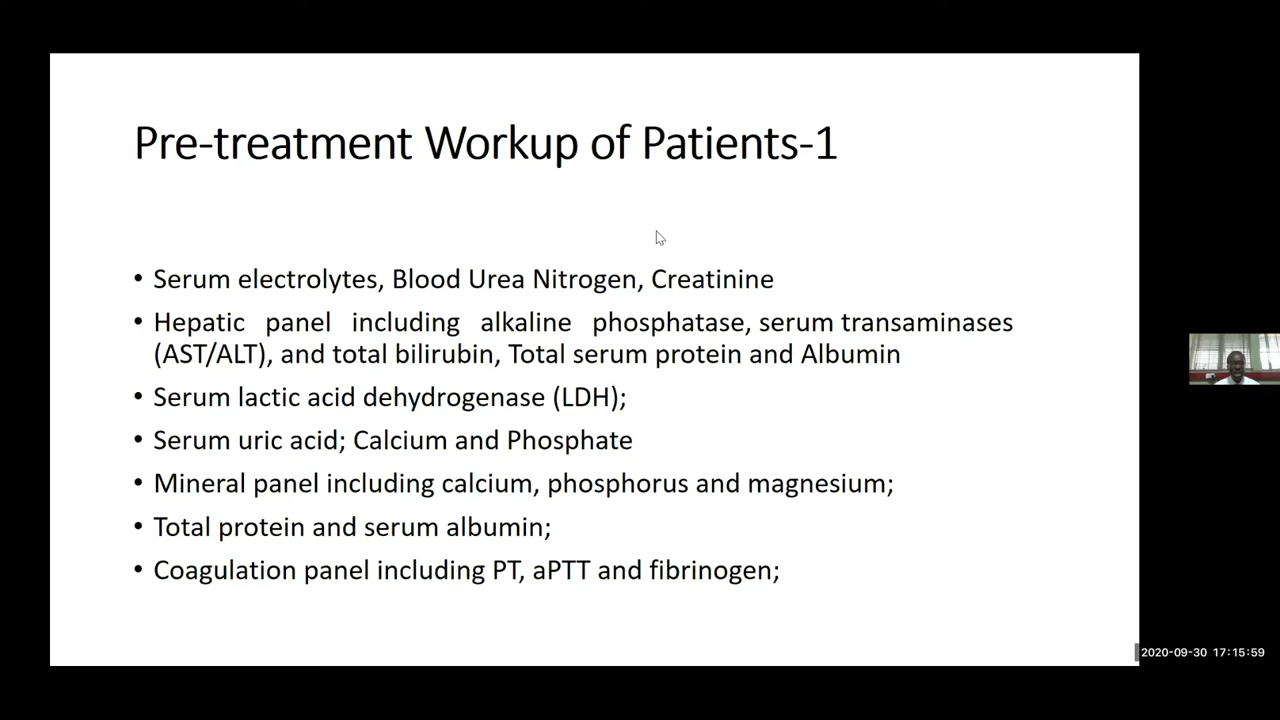 Pre-treatment Workup of Patients-1
• Serum electrolytes, Blood Urea Nitrogen, Creatinine
• Hepatic panel including alkaline phosphatase, serum transaminases
(AST/ALT), and total bilirubin, Total serum protein and Albumin
• Serum lactic acid dehydrogenase (LDH);
• Serum uric acid; Calcium and Phosphate
• Mineral panel including calcium, phosphorus and magnesium;
• Total protein and serum albumin;
• Coagulation panel including PT, aPTT and fibrinogen;
2020-09-30 17:15:59